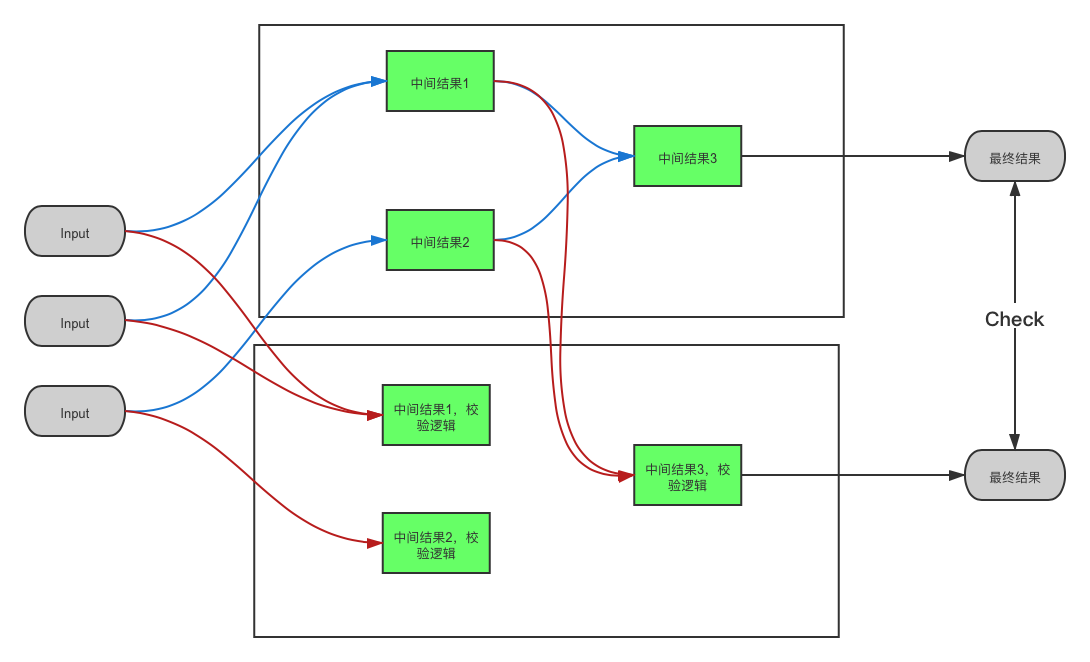 中间结果1
中间结果3
最终结果
Input
中间结果2
Input
Check
Input
中间结果1，校
验逻辑
中间结果3，校
验逻辑
最终结果
中间结果2，校
验逻辑